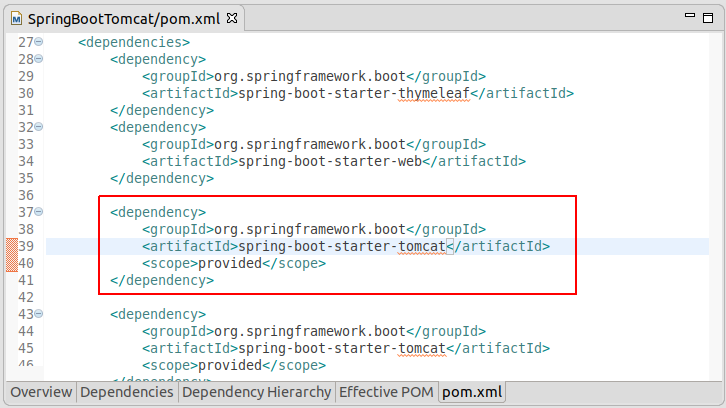 SpringBootTomcat/pom.xml
27 <dependencies>
28 <dependency>
29 <groupId>org.springframework.boot</groupId>
30 <artifactId>spring-boot-starter-thymeleaf</artifactId>
31 </dependency>
32 <dependency>
33 <groupId>org.springframework.boot</groupId>
34 <artifactId>spring-boot-starter-web</artifactId>
35 </dependency>
36
37 <dependency>
38 <groupId>org.springframework.boot</groupId>
39 <artifactId>spring-boot-starter-tomcat</artifactId>
40 <scope>provided</scope>
41 </dependency>
42
43 <dependency>
44 <groupId>org.springframework.boot</groupId>
45 <artifactId>spring-boot-starter-tomcat</artifactId>
46 <scope>provided</scope>
</dependency>
Overview Dependencies Dependency Hierarchy Effective POM pom.xml